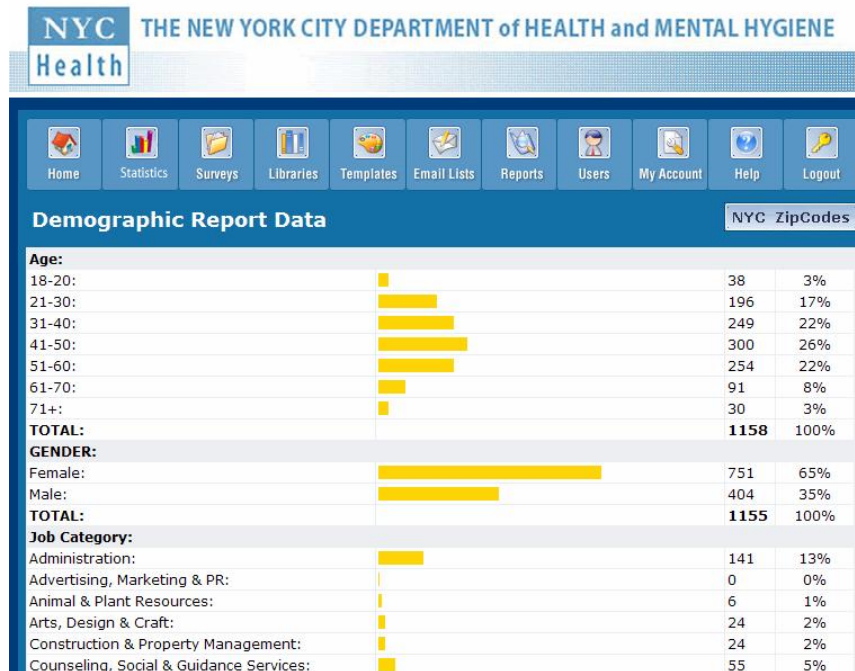 NYC Health
THE NEW YORK CITY DEPARTMENT of HEALTH and MENTAL HYGIENE
Home Statistics Surveys Libraries Templates Email Lists Reports Users My Account Help Logout
Demographic Report Data NYC ZipCodes
Age:
18-20: 38 3%
21-30: 196 17%
31-40: 249 22%
41-50: 300 26%
51-60: 254 22%
61-70: 91 8%
71+: 30 3%
TOTAL: 1158 100%
GENDER:
Female: 751 65%
Male: 404 35%
TOTAL: 1155 100%
Job Category:
Administration: 141 13%
Advertising, Marketing & PR: 0 0%
Animal & Plant Resources: 6 1%
Arts, Design & Craft: 24 2%
Construction & Property Management: 24 2%
Counseling, Social & Guidance Services: 55 5%